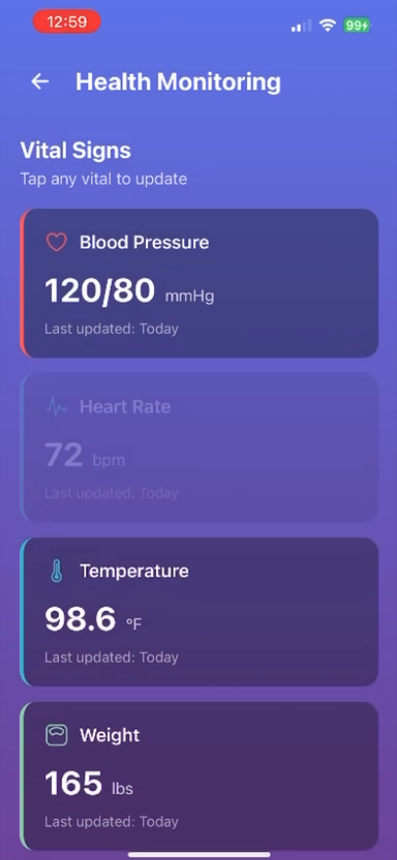 12:59
99
Health Monitoring
Vital Signs
Tap any vital to update
Blood Pressure
120/80 mmHg
Last updated: Today
Heart Rate
72 bpm
Last updated: Today
Temperature
98.6 °F
Last updated: Today
Weight
165 lbs
Last updated: Today